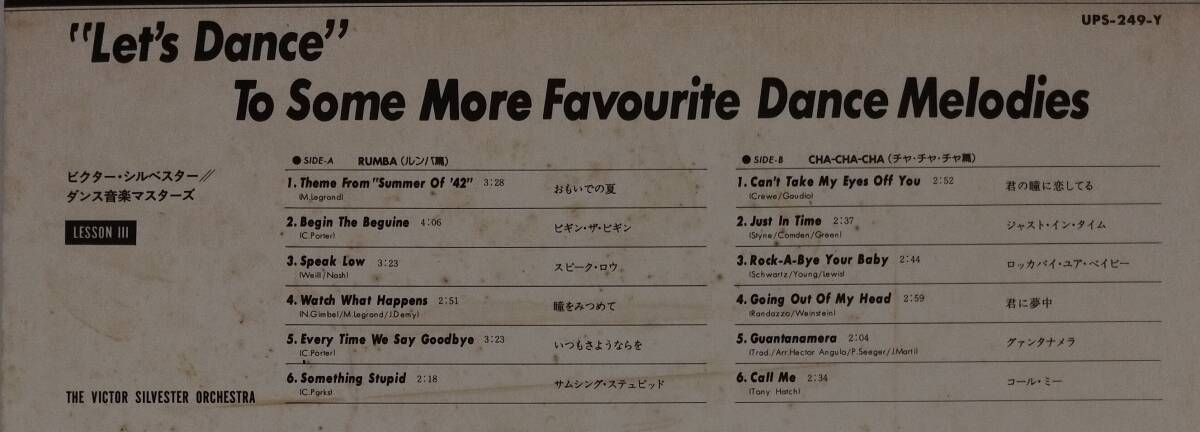 UPS-249-Y
"Let's Dance"
To Some More Favourite Dance Melodies
ビクター・シルベスター//
ダンス音楽マスターズ
LESSON III
THE VICTOR SILVESTER ORCHESTRA
● SIDE-A RUMBA (ルンバ篇)
1. Theme From "Summer Of '42" 3:28 おもいでの夏
(M.Legrand)
2. Begin The Beguine 4:06 ビギン・ザ・ビギン
(C.Porter)
3. Speak Low 3:23 スピーク・ロウ
(Weill/Nash)
4. Watch What Happens 2:51 瞳をみつめて
(N.Gimbel/M.Legrand/J.Demy)
5. Every Time We Say Goodbye 3:23 いつもさようならを
(C.Porter)
6. Something Stupid 2:18 サムシング・ステュピッド
(C.Parks)
● SIDE-B CHA-CHA-CHA (チャ・チャ・チャ篇)
1. Can't Take My Eyes Off You 2:52 君の瞳に恋してる
(Crewe/Gaudio)
2. Just In Time 2:37 ジャスト・イン・タイム
(Styne/Comden/Green)
3. Rock-A-Bye Your Baby 2:44 ロッカバイ・ユア・ベイビー
(Schwartz/Young/Lewis)
4. Going Out Of My Head 2:59 君に夢中
(Randazzo/Weinstein)
5. Guantanamera 2:04 グァンタナメラ
(Trad./Arr.Hector Angulo/P.Seeger/J.Marti)
6. Call Me 2:34 コール・ミー
(Tony Hatch)